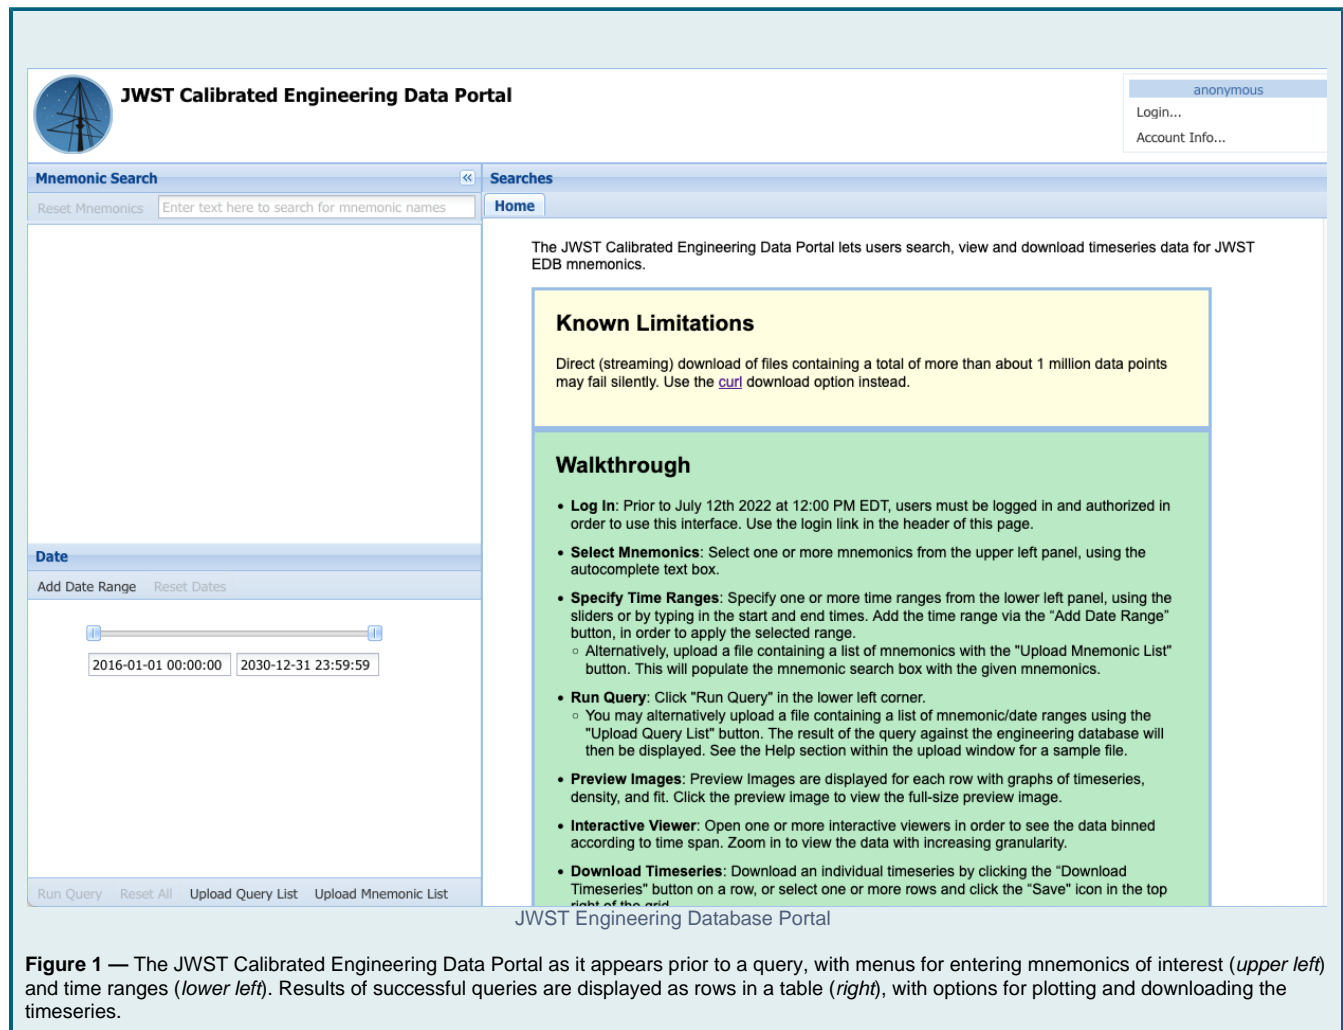 JWST Calibrated Engineering Data Portal
anonymous
Login...
Account Info...
Mnemonic Search
Reset Mnemonics Enter text here to search for mnemonic names
Date
Add Date Range Reset Dates
2016-01-01 00:00:00 2030-12-31 23:59:59
Run Query Reset All Upload Query List Upload Mnemonic List
Searches
Home
The JWST Calibrated Engineering Data Portal lets users search, view and download timeseries data for JWST
EDB mnemonics.
Known Limitations
Direct (streaming) download of files containing a total of more than about 1 million data points
may fail silently. Use the curl download option instead.
Walkthrough
• Log In: Prior to July 12th 2022 at 12:00 PM EDT, users must be logged in and authorized in
order to use this interface. Use the login link in the header of this page.
• Select Mnemonics: Select one or more mnemonics from the upper left panel, using the
autocomplete text box.
• Specify Time Ranges: Specify one or more time ranges from the lower left panel, using the
sliders or by typing in the start and end times. Add the time range via the “Add Date Range”
button, in order to apply the selected range.
◦ Alternatively, upload a file containing a list of mnemonics with the "Upload Mnemonic List"
button. This will populate the mnemonic search box with the given mnemonics.
• Run Query: Click "Run Query" in the lower left corner.
◦ You may alternatively upload a file containing a list of mnemonic/date ranges using the
"Upload Query List" button. The result of the query against the engineering database will
then be displayed. See the Help section within the upload window for a sample file.
• Preview Images: Preview Images are displayed for each row with graphs of timeseries,
density, and fit. Click the preview image to view the full-size preview image.
• Interactive Viewer: Open one or more interactive viewers in order to see the data binned
according to time span. Zoom in to view the data with increasing granularity.
• Download Timeseries: Download an individual timeseries by clicking the “Download
Timeseries" button on a row, or select one or more rows and click the “Save" icon in the top
right of the grid
JWST Engineering Database Portal
Figure 1 — The JWST Calibrated Engineering Data Portal as it appears prior to a query, with menus for entering mnemonics of interest (upper left)
and time ranges (lower left). Results of successful queries are displayed as rows in a table (right), with options for plotting and downloading the
timeseries.